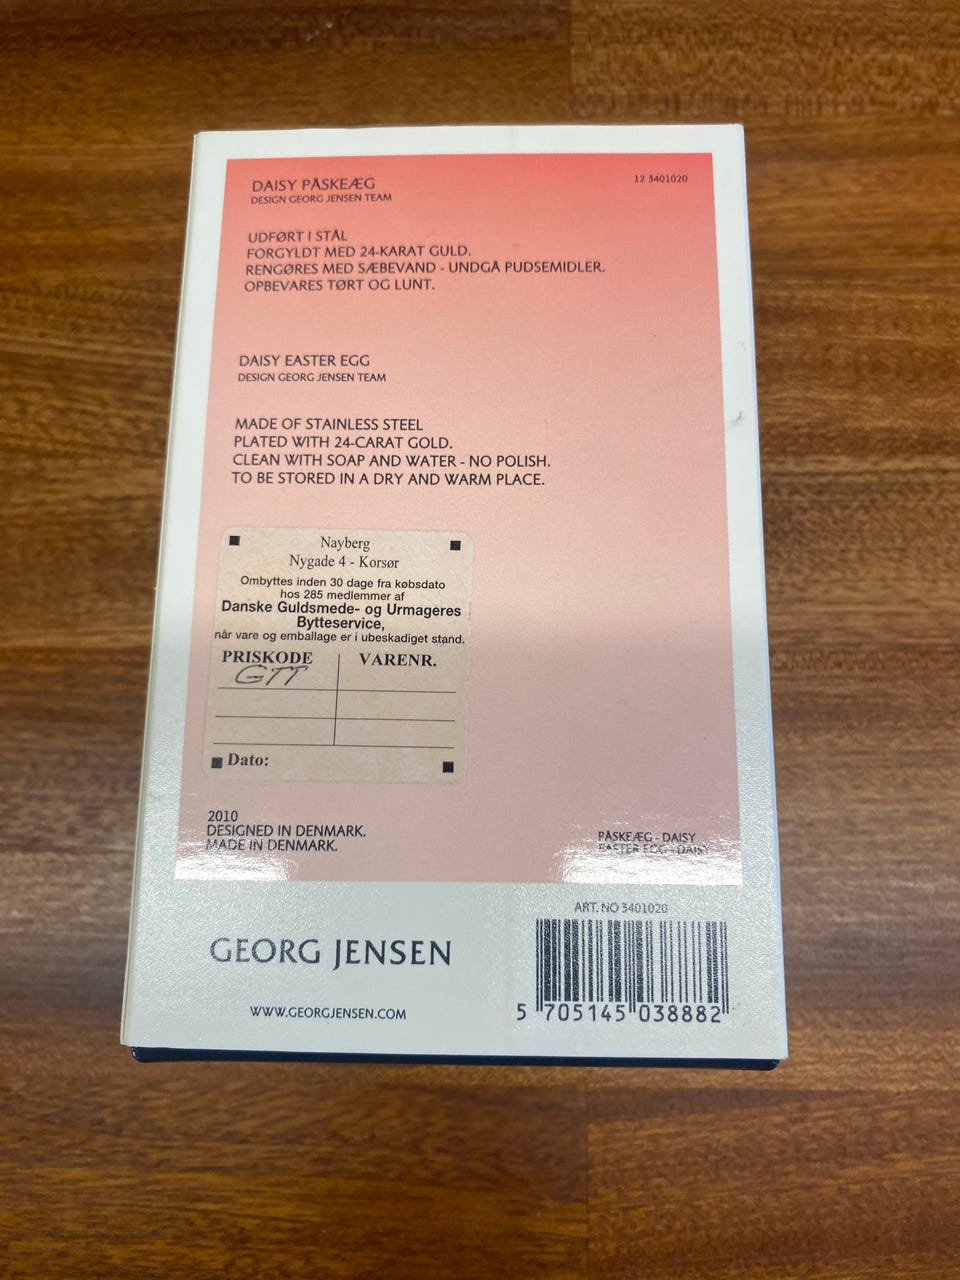 DAISY PÅSKEÆG
12 3401020
DESIGN GEORG JENSEN TEAM
UDFØRT I STÅL
FORGYLDT MED 24-KARAT GULD.
RENGØRES MED SÆBEVAND - UNDGÅ PUDSEMIDLER.
OPBEVARES TØRT OG LUNT.
DAISY EASTER EGG
DESIGN GEORG JENSEN TEAM
MADE OF STAINLESS STEEL
PLATED WITH 24-CARAT GOLD.
CLEAN WITH SOAP AND WATER - NO POLISH.
TO BE STORED IN A DRY AND WARM PLACE.
Nayberg
Nygade 4 - Korsør
Ombyttes inden 30 dage fra købsdato
hos 285 medlemmer af
Danske Guldsmede- og Urmageres
Bytteservice,
når vare og emballage er i ubeskadiget stand.
PRISKODE VARENR.
GTT
Dato:
2010
DESIGNED IN DENMARK.
MADE IN DENMARK.
PÅSKEÆG - DAISY
EASTER EGG - DAISY
ART. NO 3401020
GEORG JENSEN
WWW.GEORGJENSEN.COM
5 705145 038882